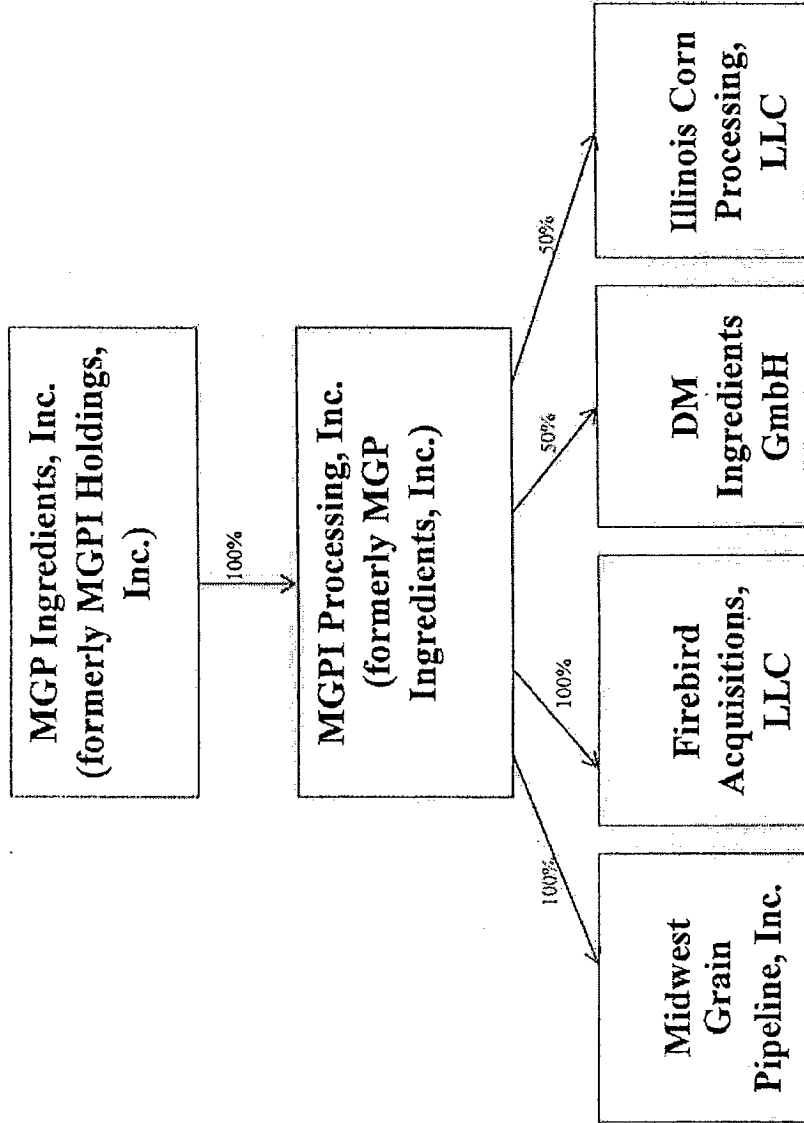 MGP Ingredients, Inc.
(formerly MGPI Holdings,
Inc.)
100%
MGPI Processing, Inc.
(formerly MGP
Ingredients, Inc.)
100%
100%
50%
50%
Midwest
Grain
Pipeline, Inc.
Firebird
Acquisitions,
LLC
DM
Ingredients
GmbH
Illinois Corn
Processing,
LLC